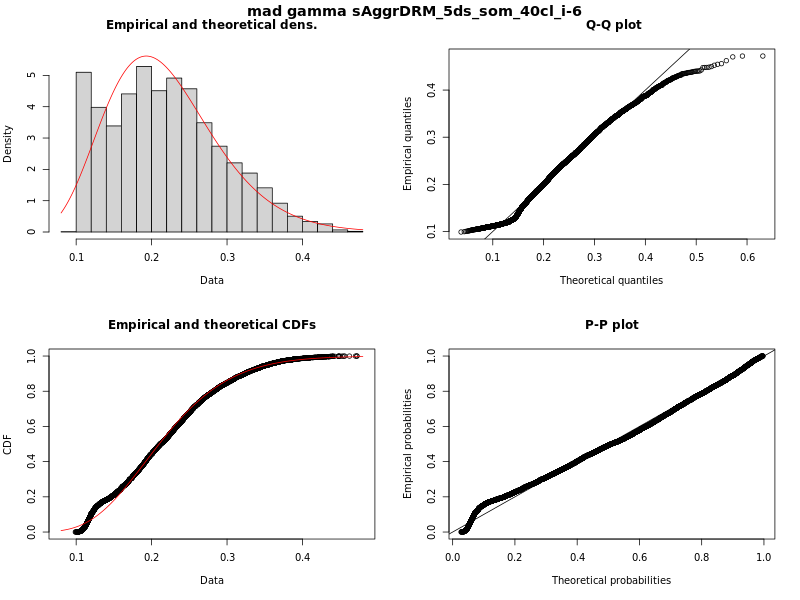 mad gamma sAggrDRM_5ds_som_40cl_i-6
Empirical and theoretical dens.
Density
0 1 2 3 4 5
0.1 0.2 0.3 0.4
Data
Q-Q plot
Empirical quantiles
0.1 0.2 0.3 0.4
0.1 0.2 0.3 0.4 0.5 0.6
Theoretical quantiles
Empirical and theoretical CDFs
CDF
0.0 0.2 0.4 0.6 0.8 1.0
0.1 0.2 0.3 0.4
Data
P-P plot
Empirical probabilities
0.0 0.2 0.4 0.6 0.8 1.0
0.0 0.2 0.4 0.6 0.8 1.0
Theoretical probabilities